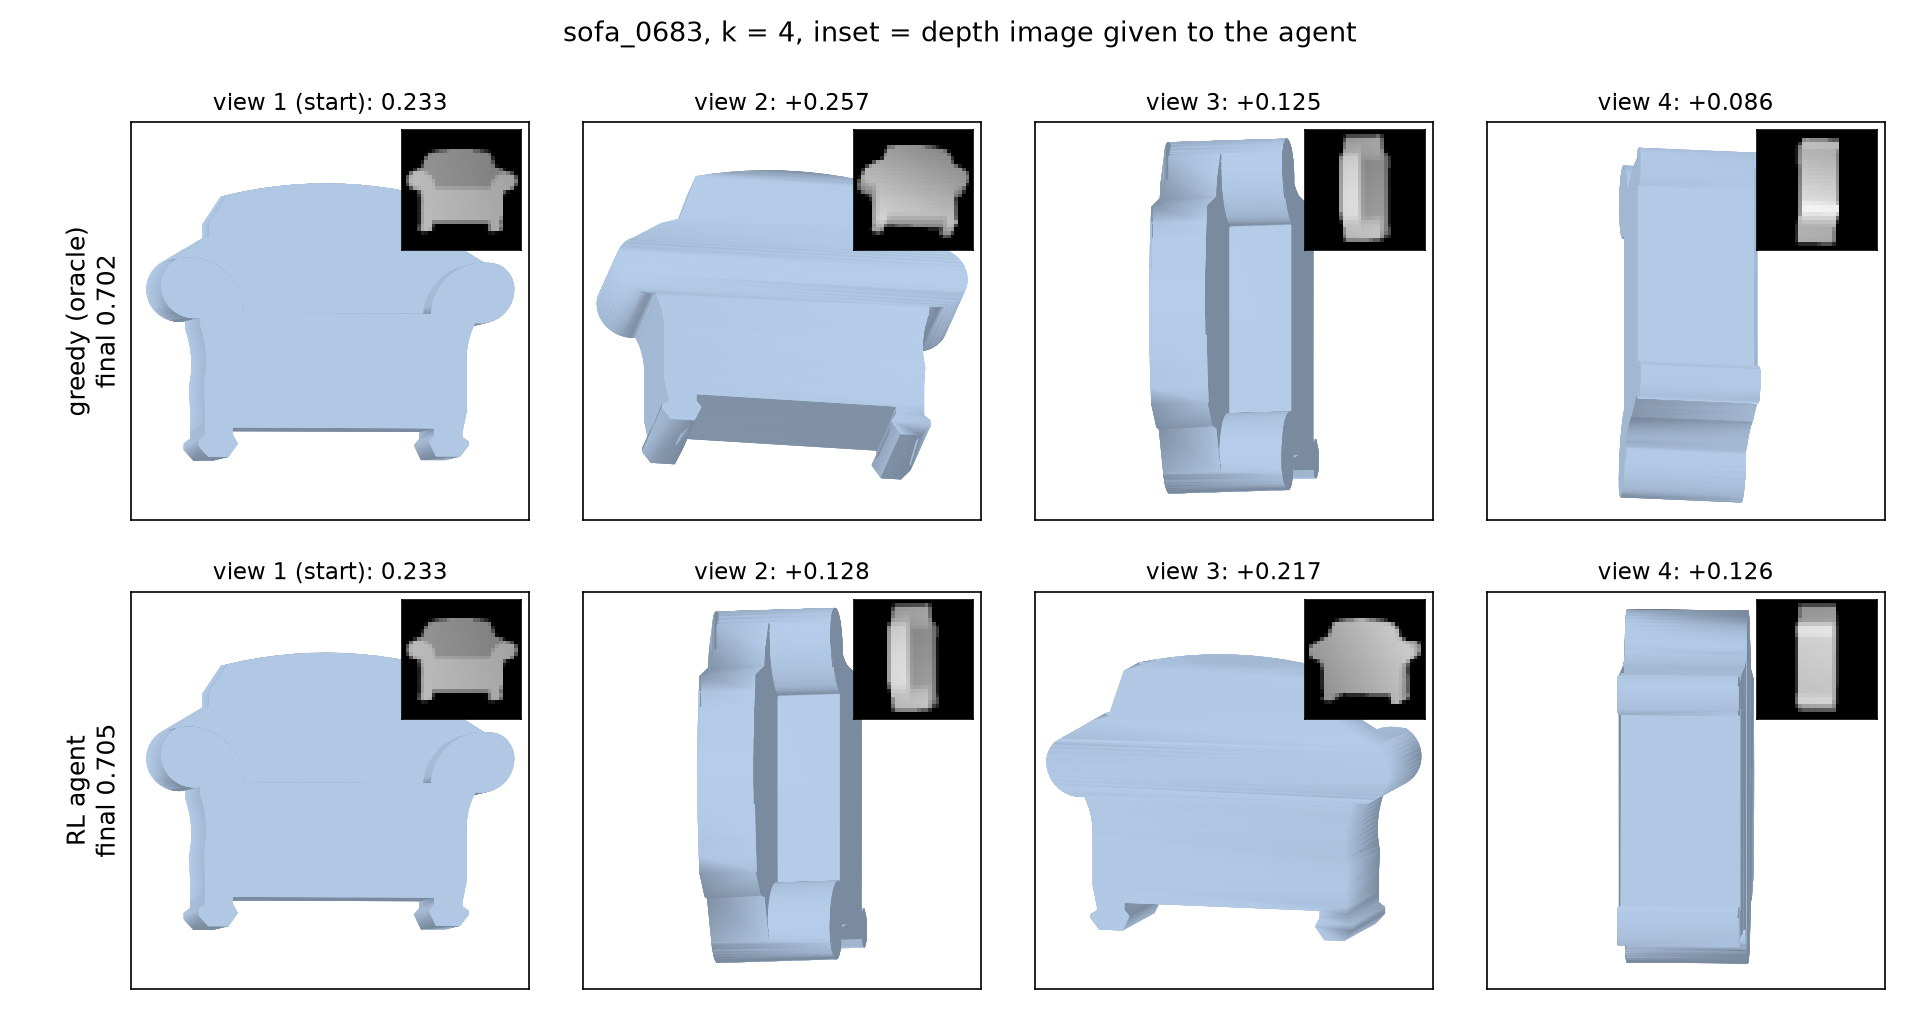 sofa_0683, k = 4, inset = depth image given to the agent
view 1 (start): 0.233
view 2: +0.257
view 3: +0.125
view 4: +0.086
greedy (oracle)
final 0.702
view 1 (start): 0.233
view 2: +0.128
view 3: +0.217
view 4: +0.126
RL agent
final 0.705